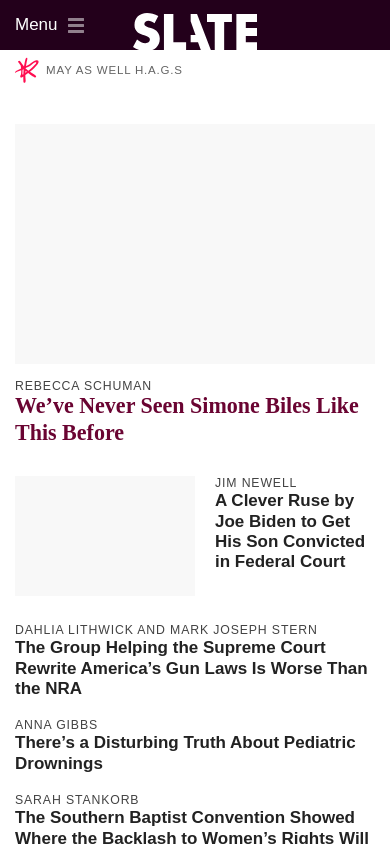 Menu
SLATE
MAY AS WELL H.A.G.S
REBECCA SCHUMAN
We’ve Never Seen Simone Biles Like
This Before
JIM NEWELL
A Clever Ruse by
Joe Biden to Get
His Son Convicted
in Federal Court
DAHLIA LITHWICK AND MARK JOSEPH STERN
The Group Helping the Supreme Court
Rewrite America’s Gun Laws Is Worse Than
the NRA
ANNA GIBBS
There’s a Disturbing Truth About Pediatric
Drownings
SARAH STANKORB
The Southern Baptist Convention Showed
Where the Backlash to Women’s Rights Will